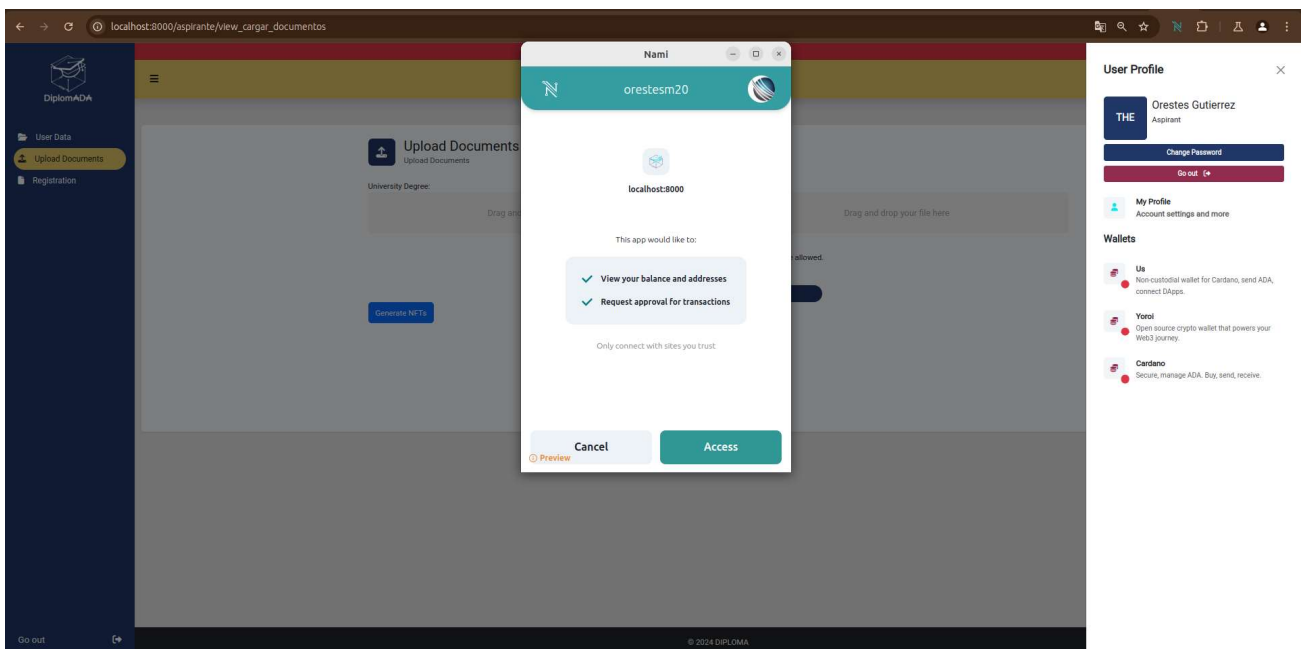 localhost:8000/aspirante/view_cargar_documentos
DiplomADA
User Data
Upload Documents
Registration
Go out
Upload Documents
Upload Documents
University Degree:
Drag and
Drag and drop your file here
allowed.
Generate NFTs
© 2024 DIPLOMA
Nami
orestesm20
localhost:8000
This app would like to:
View your balance and addresses
Request approval for transactions
Only connect with sites you trust
Cancel
Access
Preview
User Profile
THE
Orestes Gutierrez
Aspirant
Change Password
Go out
My Profile
Account settings and more
Wallets
Us
Non-custodial wallet for Cardano, send ADA,
connect DApps.
Yoroi
Open source crypto wallet that powers your
Web3 journey.
Cardano
Secure, manage ADA. Buy, send, receive.